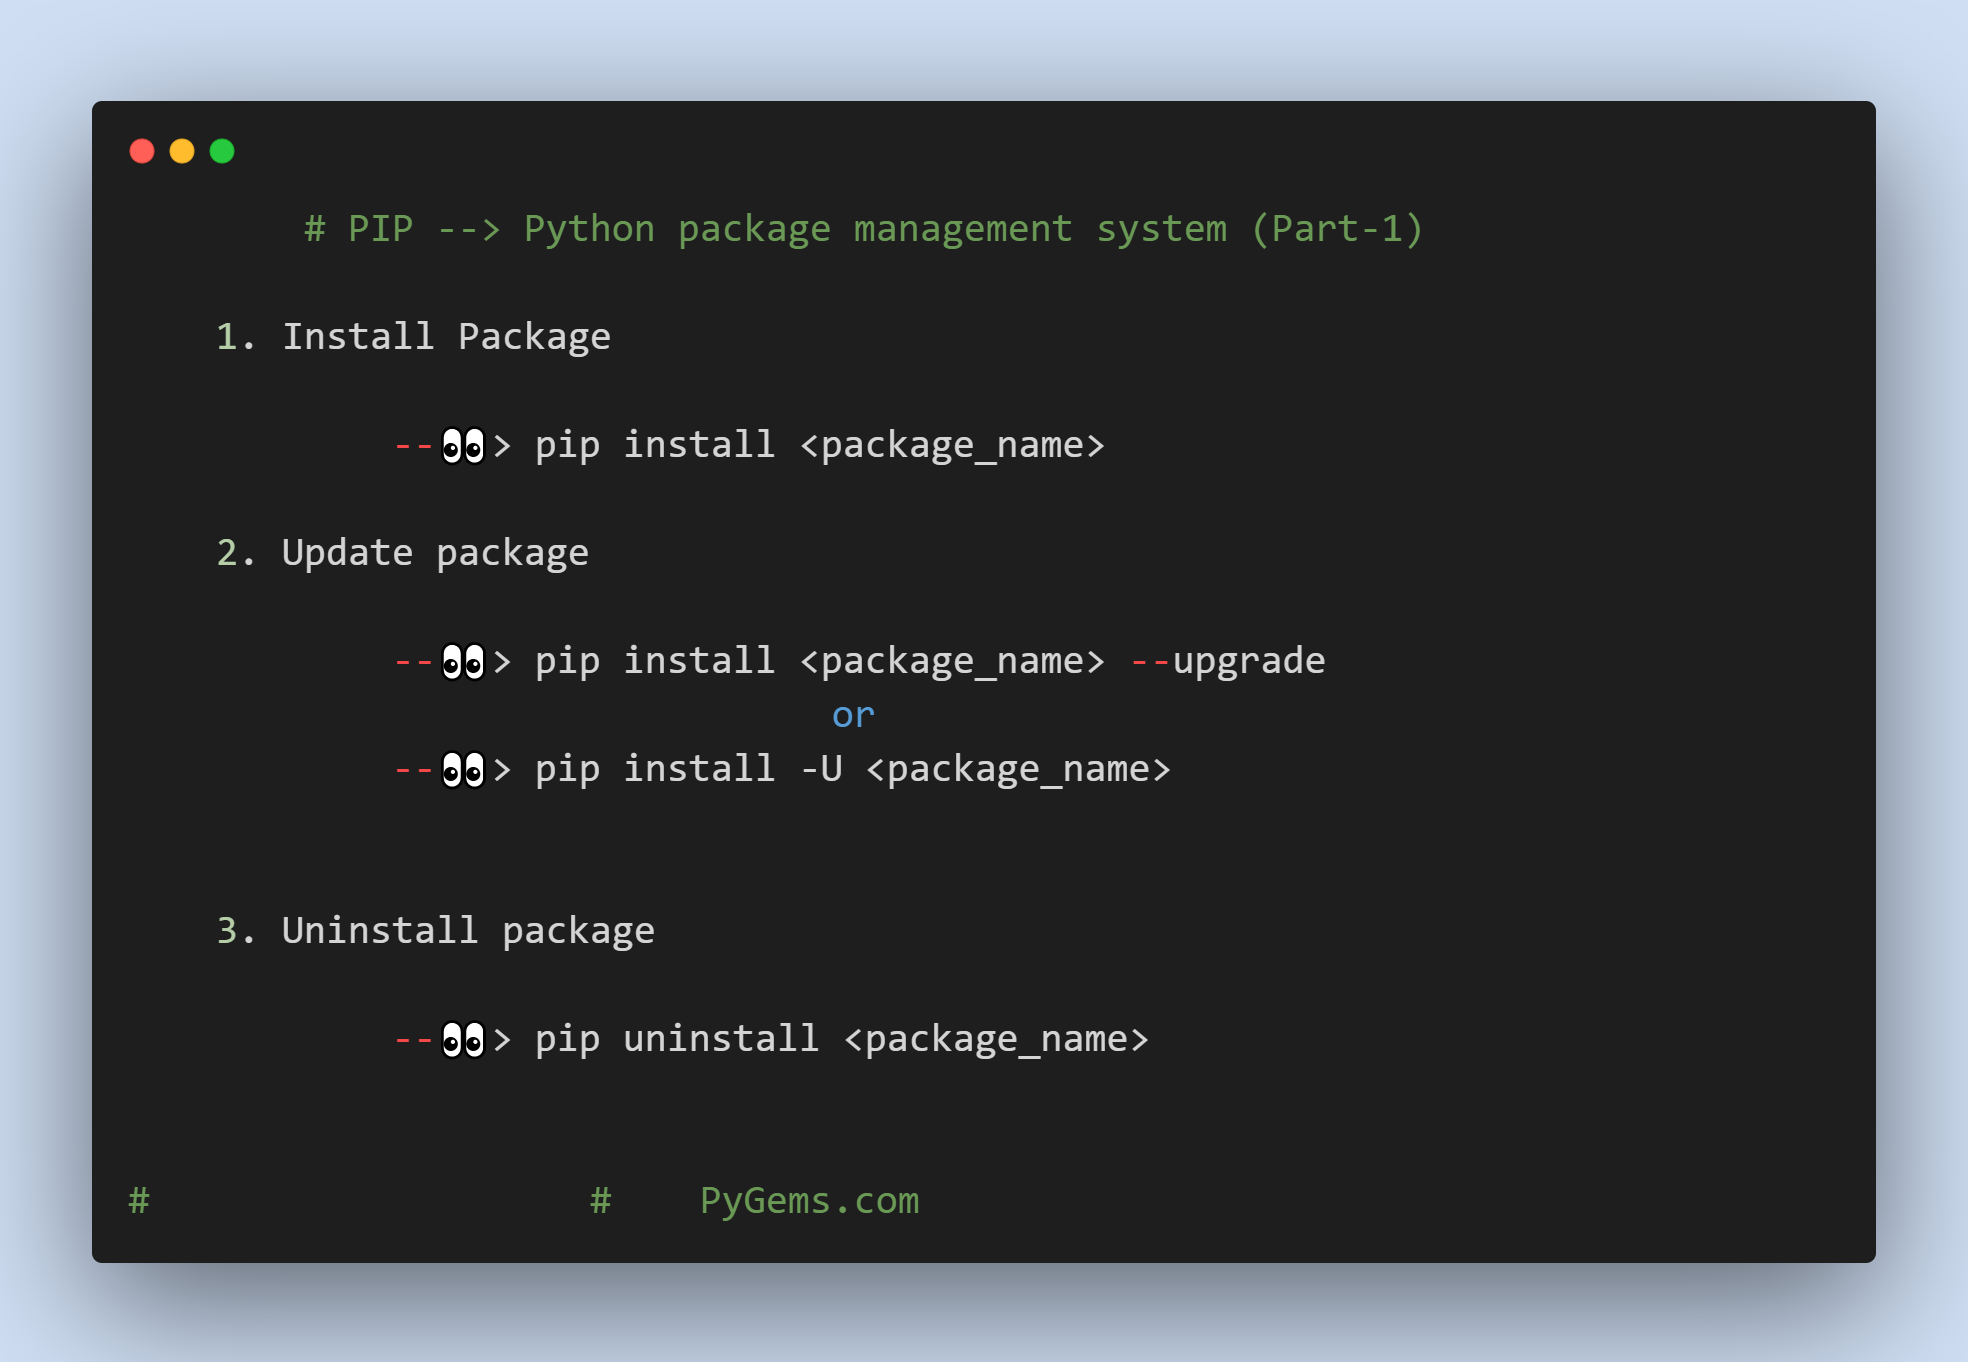 # PIP --> Python package management system (Part-1)
1. Install Package
--👀> pip install <package_name>
2. Update package
--👀> pip install <package_name> --upgrade
or
--👀> pip install -U <package_name>
3. Uninstall package
--👀> pip uninstall <package_name>
# # PyGems.com